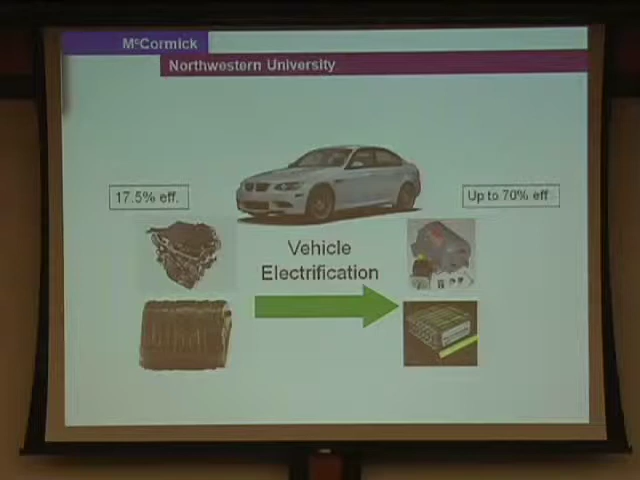 McCormick
Northwestern University
17.5% eff.
Up to 70% eff
Vehicle
Electrification